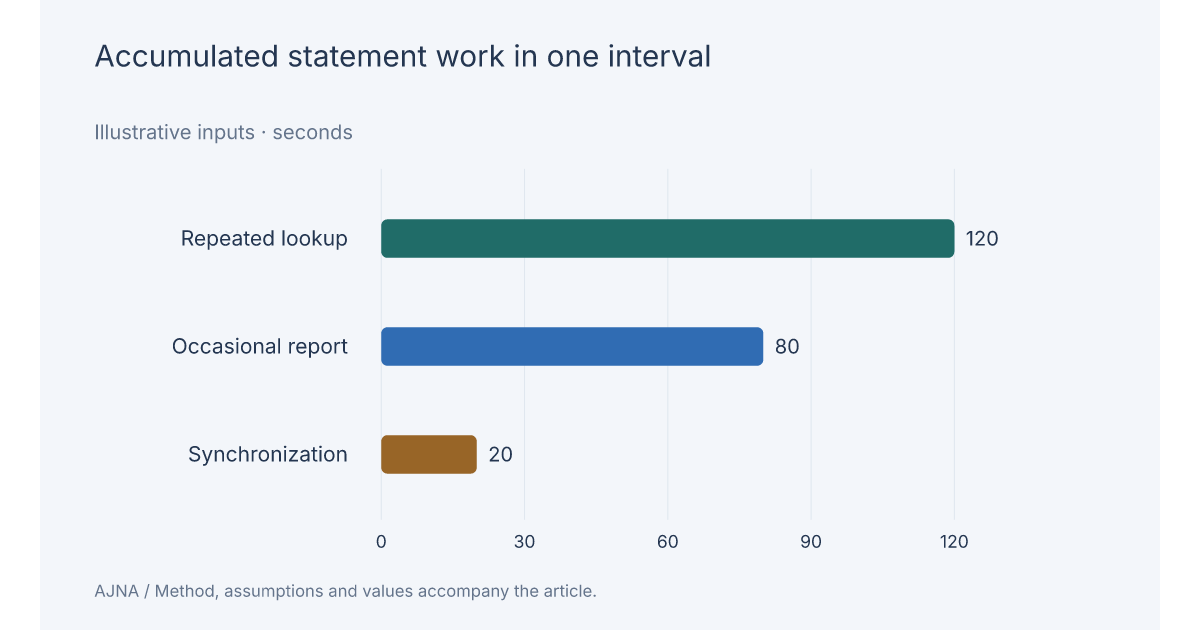 Accumulated statement work in one interval
Illustrative inputs · seconds
Repeated lookup 120
Occasional report 80
Synchronization 20
0 30 60 90 120
AJNA / Method, assumptions and values accompany the article.